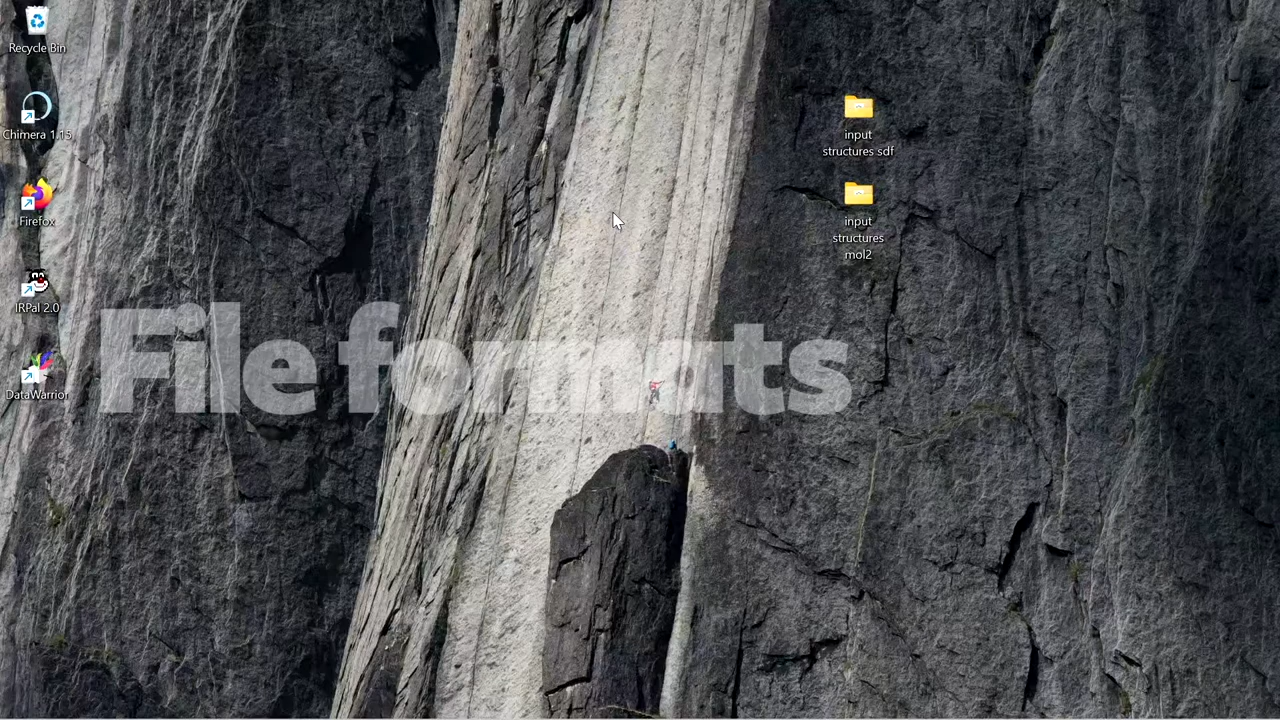 Recycle Bin
Chimera 1.15
Firefox
IRPal 2.0
DataWarrior
input
structures sdf
input
structures
mol2
File formats